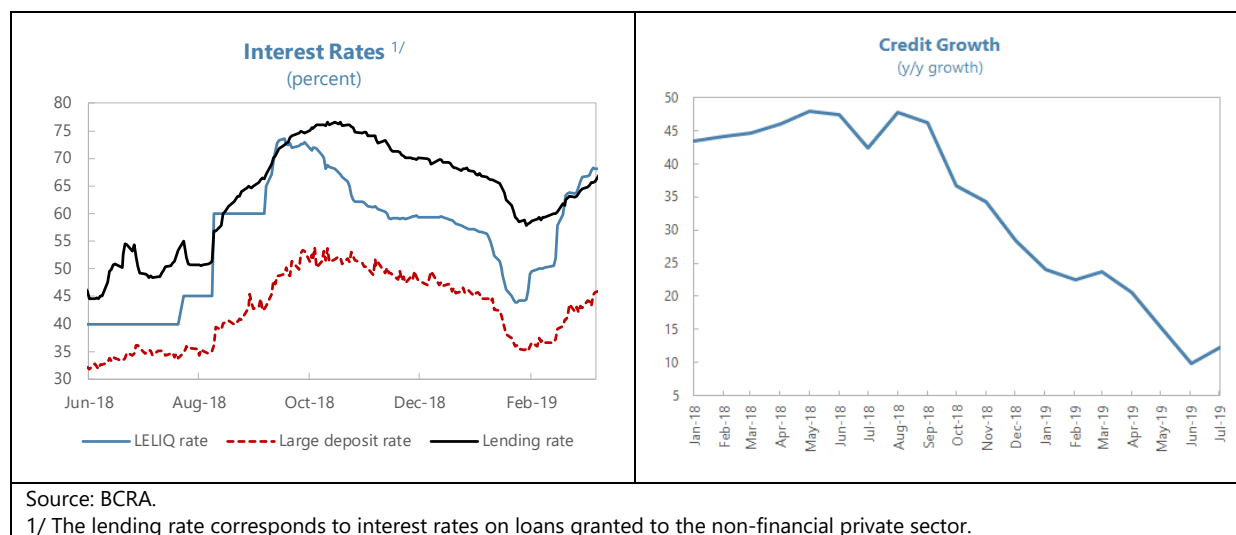 Interest Rates 1/
(percent)
80
75
70
65
60
55
50
45
40
35
30
Jun-18 Aug-18 Oct-18 Dec-18 Feb-19
LELIQ rate Large deposit rate Lending rate
Credit Growth
(y/y growth)
50
45
40
35
30
25
20
15
10
5
Jan-18 Feb-18 Mar-18 Apr-18 May-18 Jun-18 Jul-18 Aug-18 Sep-18 Oct-18 Nov-18 Dec-18 Jan-19 Feb-19 Mar-19 Apr-19 May-19 Jun-19 Jul-19
Source: BCRA.
1/ The lending rate corresponds to interest rates on loans granted to the non-financial private sector.